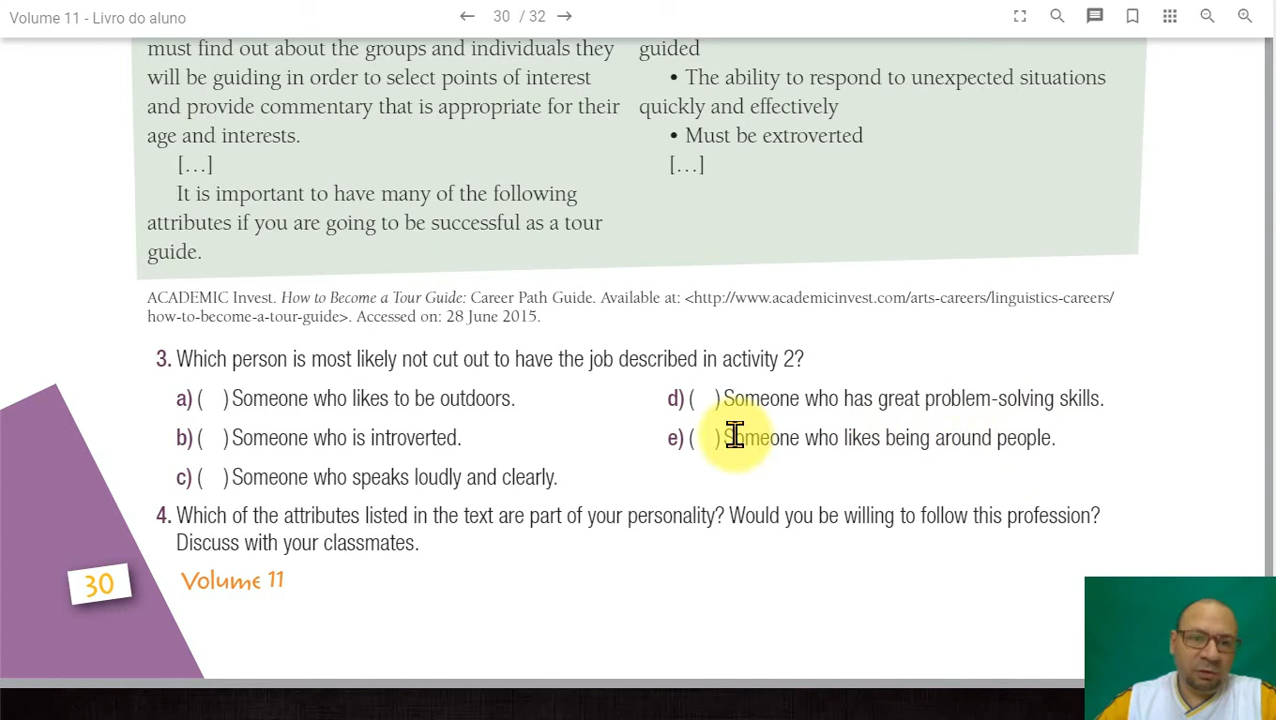 Volume 11 - Livro do aluno
30 / 32
must find out about the groups and individuals they
will be guiding in order to select points of interest
and provide commentary that is appropriate for their
age and interests.
[…]
It is important to have many of the following
attributes if you are going to be successful as a tour
guide.
guided
• The ability to respond to unexpected situations
quickly and effectively
• Must be extroverted
[…]
ACADEMIC Invest. How to Become a Tour Guide: Career Path Guide. Available at: <http://www.academicinvest.com/arts-careers/linguistics-careers/
how-to-become-a-tour-guide>. Accessed on: 28 June 2015.
3. Which person is most likely not cut out to have the job described in activity 2?
a) ( ) Someone who likes to be outdoors.
b) ( ) Someone who is introverted.
c) ( ) Someone who speaks loudly and clearly.
d) ( ) Someone who has great problem-solving skills.
e) ( ) Someone who likes being around people.
4. Which of the attributes listed in the text are part of your personality? Would you be willing to follow this profession?
Discuss with your classmates.
30
Volume 11